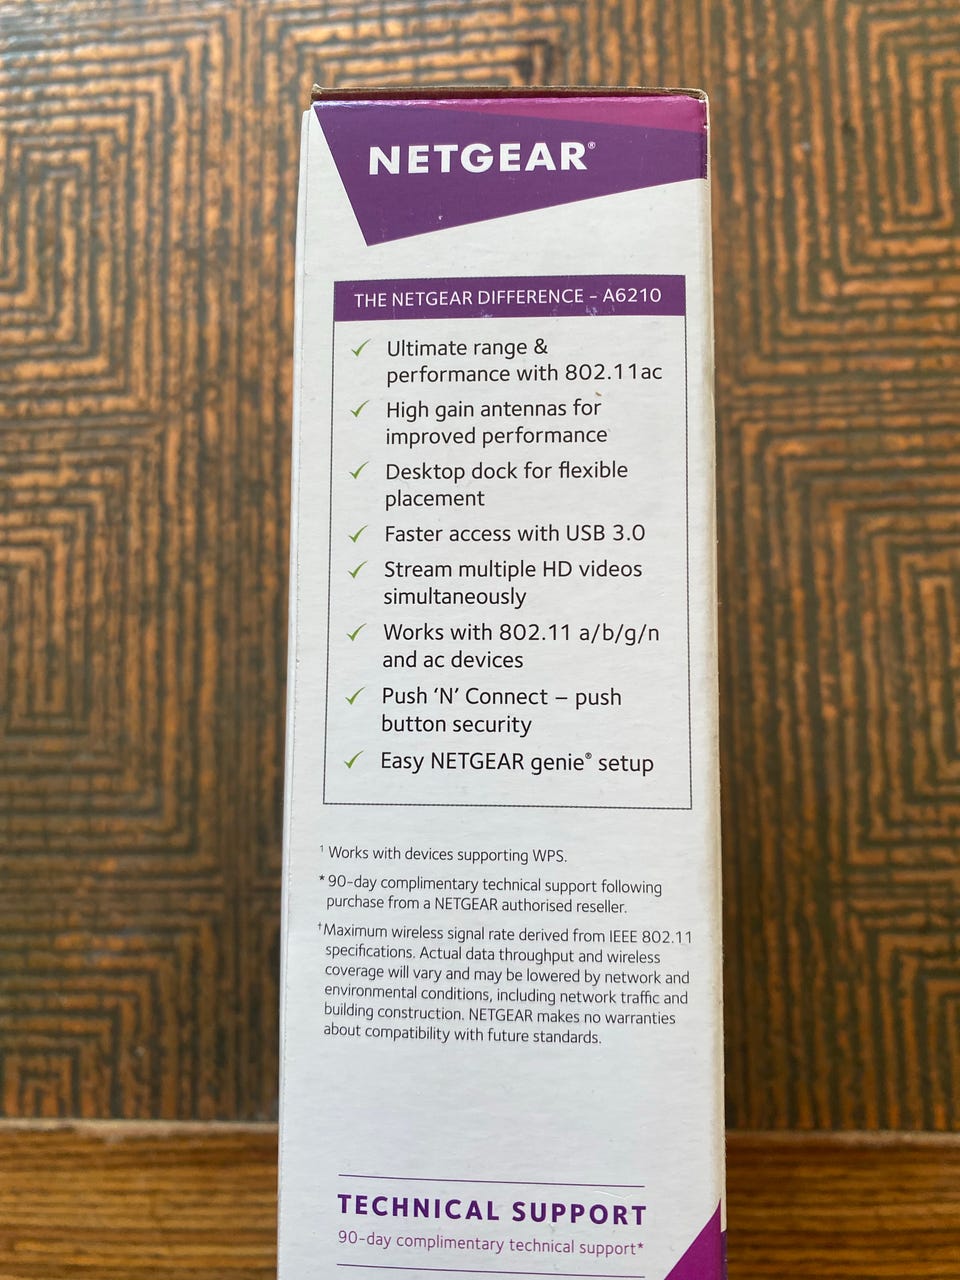 NETGEAR®
THE NETGEAR DIFFERENCE – A6210
✓ Ultimate range &
performance with 802.11ac
✓ High gain antennas for
improved performance
✓ Desktop dock for flexible
placement
✓ Faster access with USB 3.0
✓ Stream multiple HD videos
simultaneously
✓ Works with 802.11 a/b/g/n
and ac devices
✓ Push ‘N’ Connect – push
button security
✓ Easy NETGEAR genie® setup
¹ Works with devices supporting WPS.
* 90-day complimentary technical support following
purchase from a NETGEAR authorised reseller.
†Maximum wireless signal rate derived from IEEE 802.11
specifications. Actual data throughput and wireless
coverage will vary and may be lowered by network and
environmental conditions, including network traffic and
building construction. NETGEAR makes no warranties
about compatibility with future standards.
TECHNICAL SUPPORT
90-day complimentary technical support*